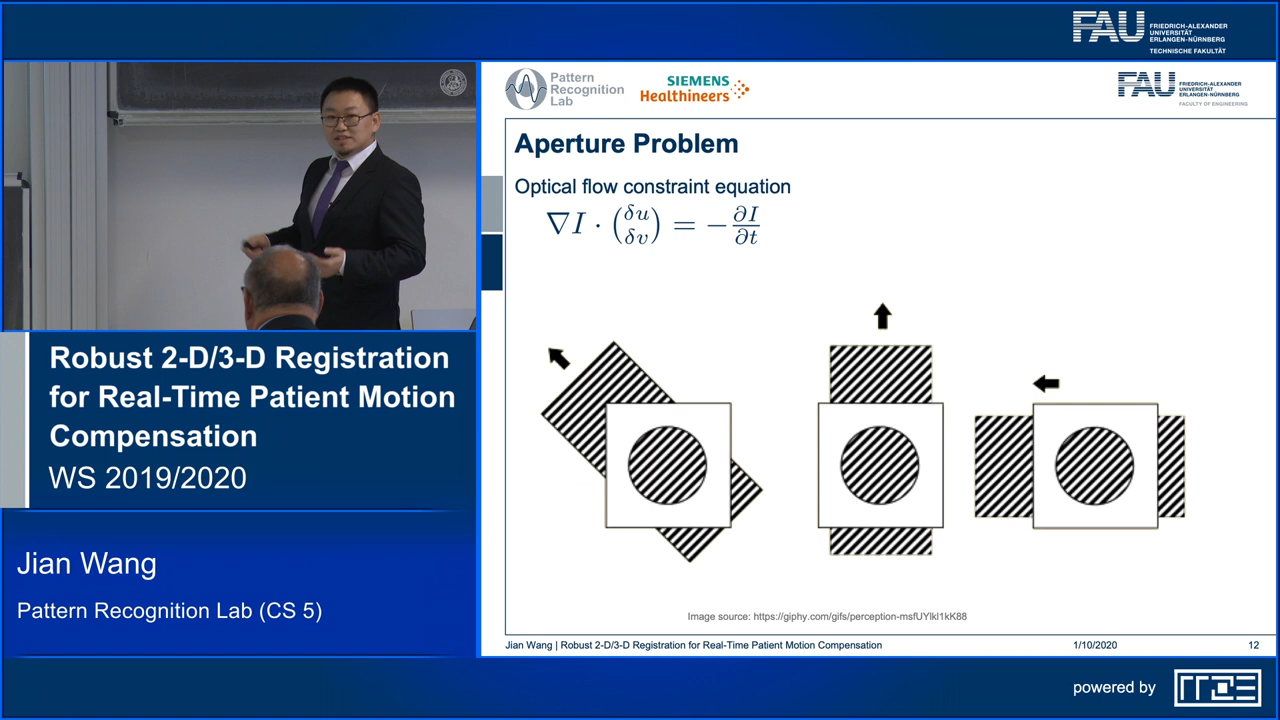 FAU
FRIEDRICH-ALEXANDER
UNIVERSITÄT
ERLANGEN-NÜRNBERG
TECHNISCHE FAKULTÄT
Pattern
Recognition
Lab
SIEMENS
Healthineers
FAU
FRIEDRICH-ALEXANDER
UNIVERSITÄT
ERLANGEN-NÜRNBERG
FACULTY OF ENGINEERING
Aperture Problem
Optical flow constraint equation
∇I · (δu δv) = − ∂I/∂t
Image source: https://giphy.com/gifs/perception-msfUYlkl1kK88
Jian Wang | Robust 2-D/3-D Registration for Real-Time Patient Motion Compensation
1/10/2020
12
Robust 2-D/3-D Registration
for Real-Time Patient Motion
Compensation
WS 2019/2020
Jian Wang
Pattern Recognition Lab (CS 5)
powered by